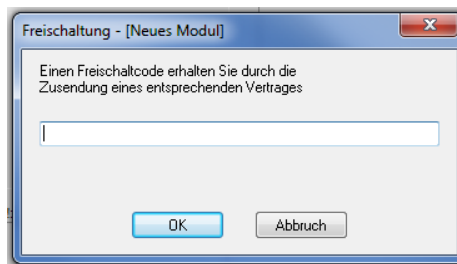 Freischaltung - [Neues Modul]
Einen Freischaltcode erhalten Sie durch die
Zusendung eines entsprechenden Vertrages
OK
Abbruch